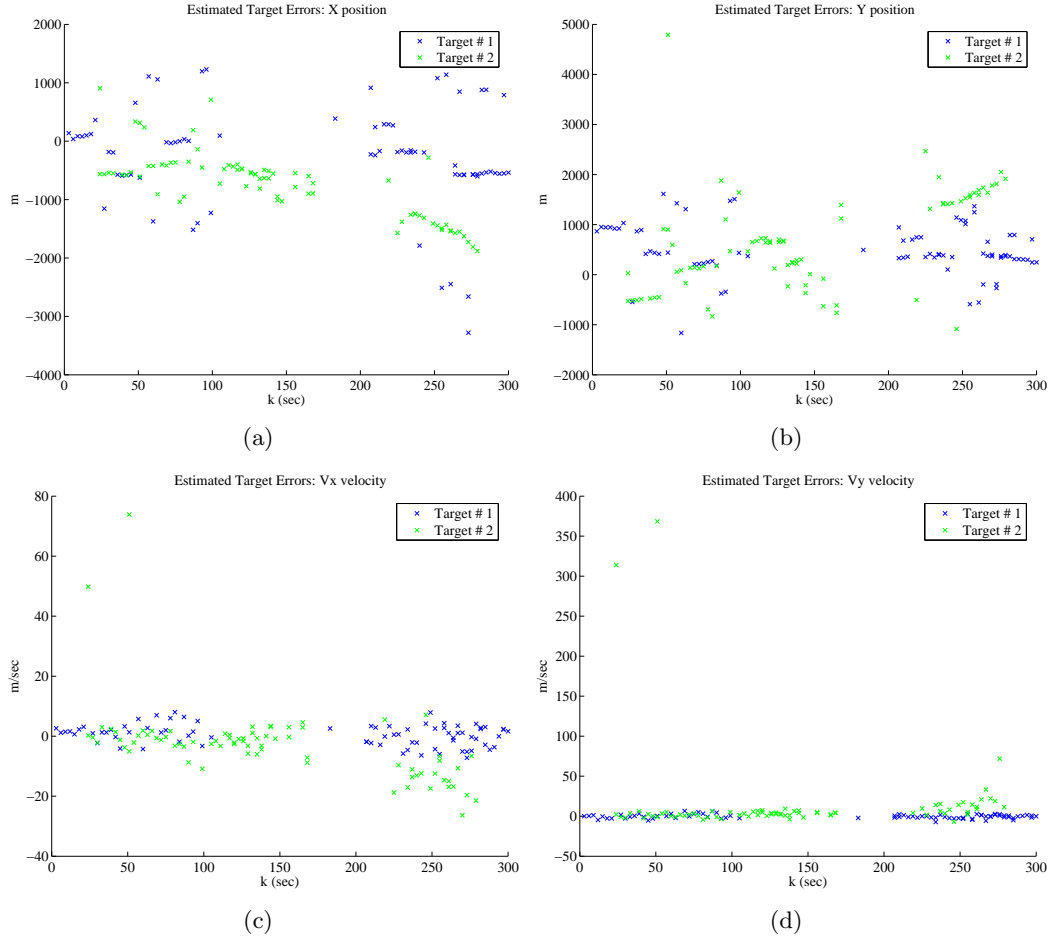 Estimated Target Errors: X position
2000
1000
0
−1000
−2000
−3000
−4000
m
0 50 100 150 200 250 300
k (sec)
Target # 1
Target # 2
(a)
Estimated Target Errors: Y position
5000
4000
3000
2000
1000
0
−1000
−2000
m
0 50 100 150 200 250 300
k (sec)
Target # 1
Target # 2
(b)
Estimated Target Errors: Vx velocity
80
60
40
20
0
−20
−40
m/sec
0 50 100 150 200 250 300
k (sec)
Target # 1
Target # 2
(c)
Estimated Target Errors: Vy velocity
400
350
300
250
200
150
100
50
0
−50
m/sec
0 50 100 150 200 250 300
k (sec)
Target # 1
Target # 2
(d)